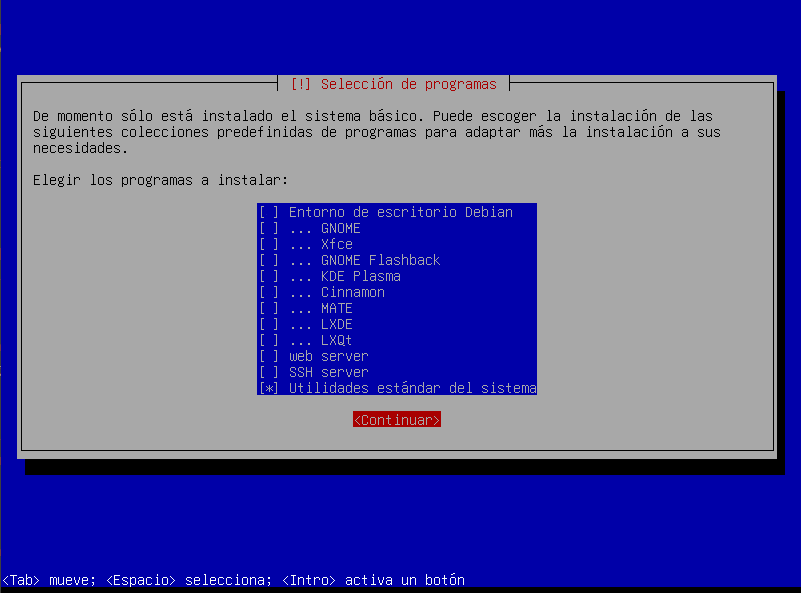 [!] Selección de programas
De momento sólo está instalado el sistema básico. Puede escoger la instalación de las
siguientes colecciones predefinidas de programas para adaptar más la instalación a sus
necesidades.
Elegir los programas a instalar:
[ ] Entorno de escritorio Debian
[ ] ... GNOME
[ ] ... Xfce
[ ] ... GNOME Flashback
[ ] ... KDE Plasma
[ ] ... Cinnamon
[ ] ... MATE
[ ] ... LXDE
[ ] ... LXQt
[ ] web server
[ ] SSH server
[*] Utilidades estándar del sistema
<Continuar>
<Tab> mueve; <Espacio> selecciona; <Intro> activa un botón